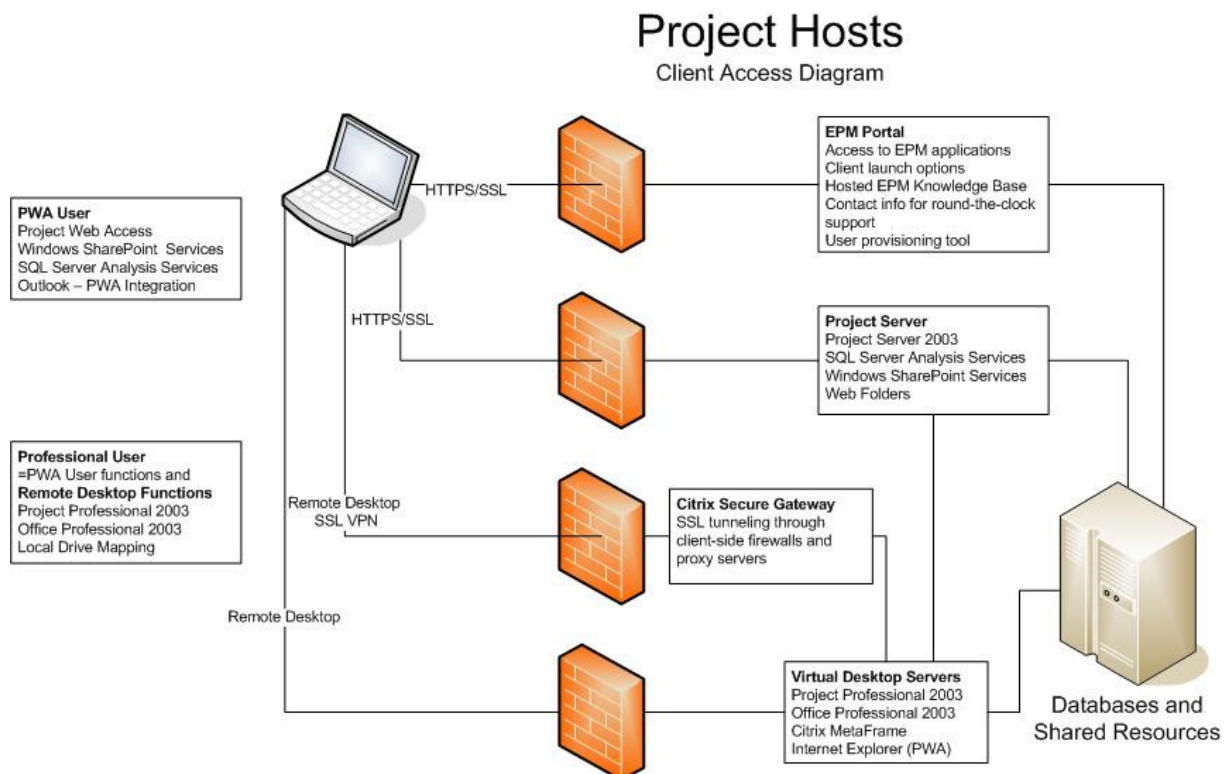 Project Hosts
Client Access Diagram
HTTPS/SSL
EPM Portal
Access to EPM applications
Client launch options
Hosted EPM Knowledge Base
Contact info for round-the-clock
support
User provisioning tool
PWA User
Project Web Access
Windows SharePoint Services
SQL Server Analysis Services
Outlook – PWA Integration
HTTPS/SSL
Project Server
Project Server 2003
SQL Server Analysis Services
Windows SharePoint Services
Web Folders
Professional User
=PWA User functions and
Remote Desktop Functions
Project Professional 2003
Office Professional 2003
Local Drive Mapping
Remote Desktop
SSL VPN
Citrix Secure Gateway
SSL tunneling through
client-side firewalls and
proxy servers
Remote Desktop
Virtual Desktop Servers
Project Professional 2003
Office Professional 2003
Citrix MetaFrame
Internet Explorer (PWA)
Databases and
Shared Resources